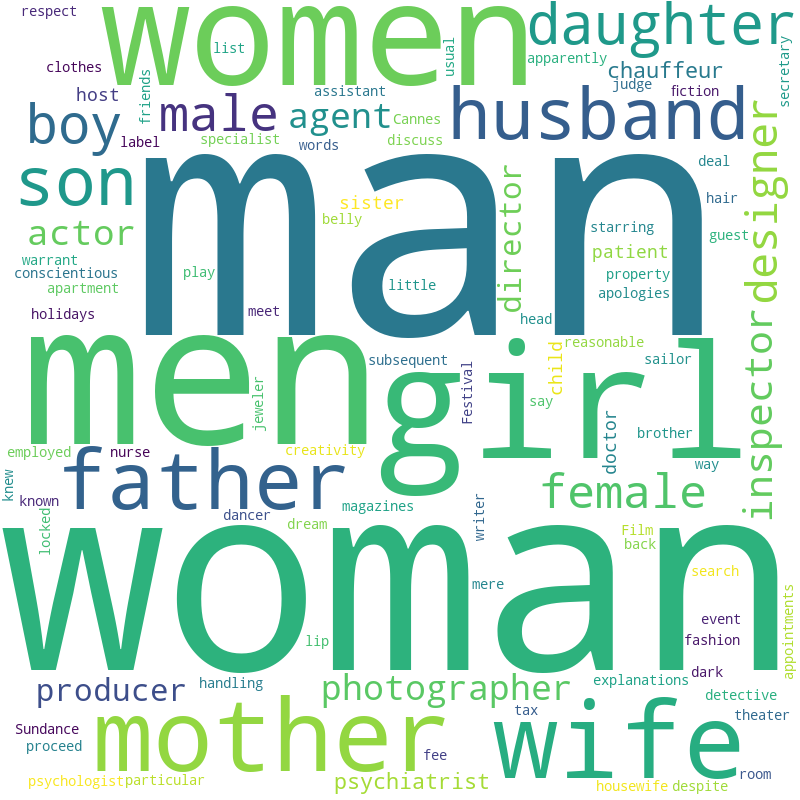 respect
women
daughter
list
usual
apparently
secretary
clothes
friends
chauffeur
host
male
assistant
agent
Cannes
husband
judge
fiction
boy
label
specialist
words
discuss
designer
son
man
deal
sister
director
hair
actor
belly
starring
guest
warrant
patient
conscientious
play
little
property
apartment
apologies
holidays
meet
head
inspector
men
girl
reasonable
subsequent
child
sailor
jeweler
Festival
say
employed
nurse
creativity
doctor
brother
father
way
knew
known
magazines
female
locked
dancer
dream
writer
Film
back
woman
search
mere
appointments
event
lip
fashion
dark
producer
handling
photographer
explanations
detective
mother
wife
tax
theater
Sundance
proceed
fee
psychologist
particular
psychiatrist
housewife
despite
room